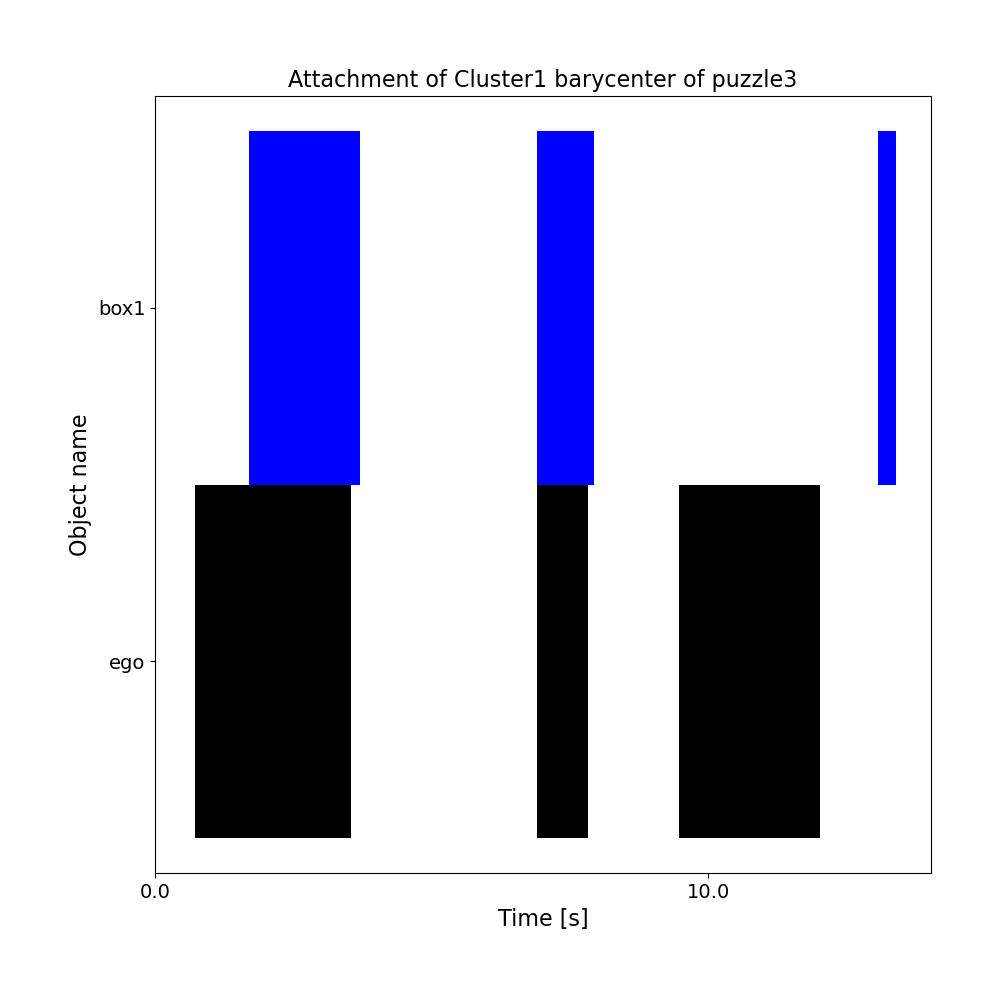 Attachment of Cluster1 barycenter of puzzle3
box1
Object name
ego
0.0 10.0
Time [s]